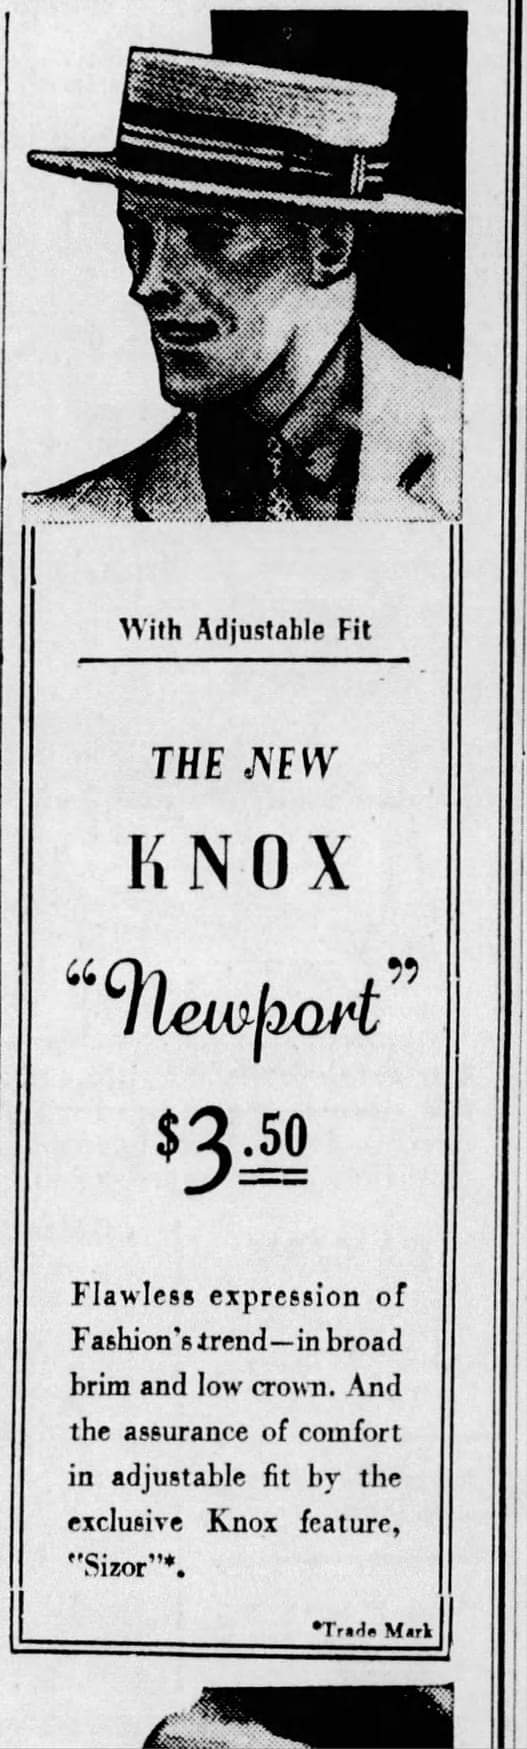 With Adjustable Fit
THE NEW
KNOX
"Newport"
$3.50
Flawless expression of
Fashion's trend—in broad
brim and low crown. And
the assurance of comfort
in adjustable fit by the
exclusive Knox feature,
"Sizor"*.
*Trade Mark